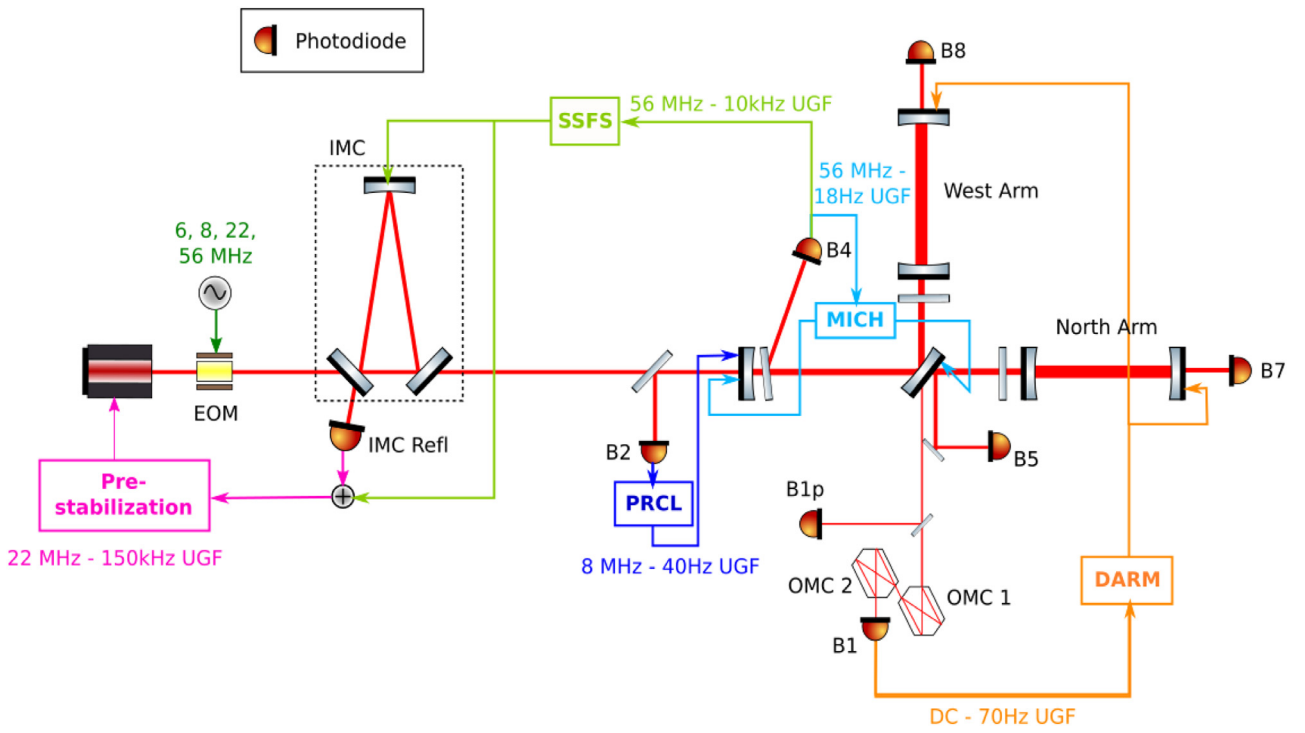 Photodiode
B8
56 MHz - 10kHz UGF
SSFS
IMC
56 MHz -
18Hz UGF
West Arm
6, 8, 22,
56 MHz
B4
MICH
North Arm
B7
EOM
IMC Refl
B2
B5
Pre-
stabilization
PRCL
B1p
22 MHz - 150kHz UGF
8 MHz - 40Hz UGF
OMC 2
OMC 1
DARM
B1
DC - 70Hz UGF